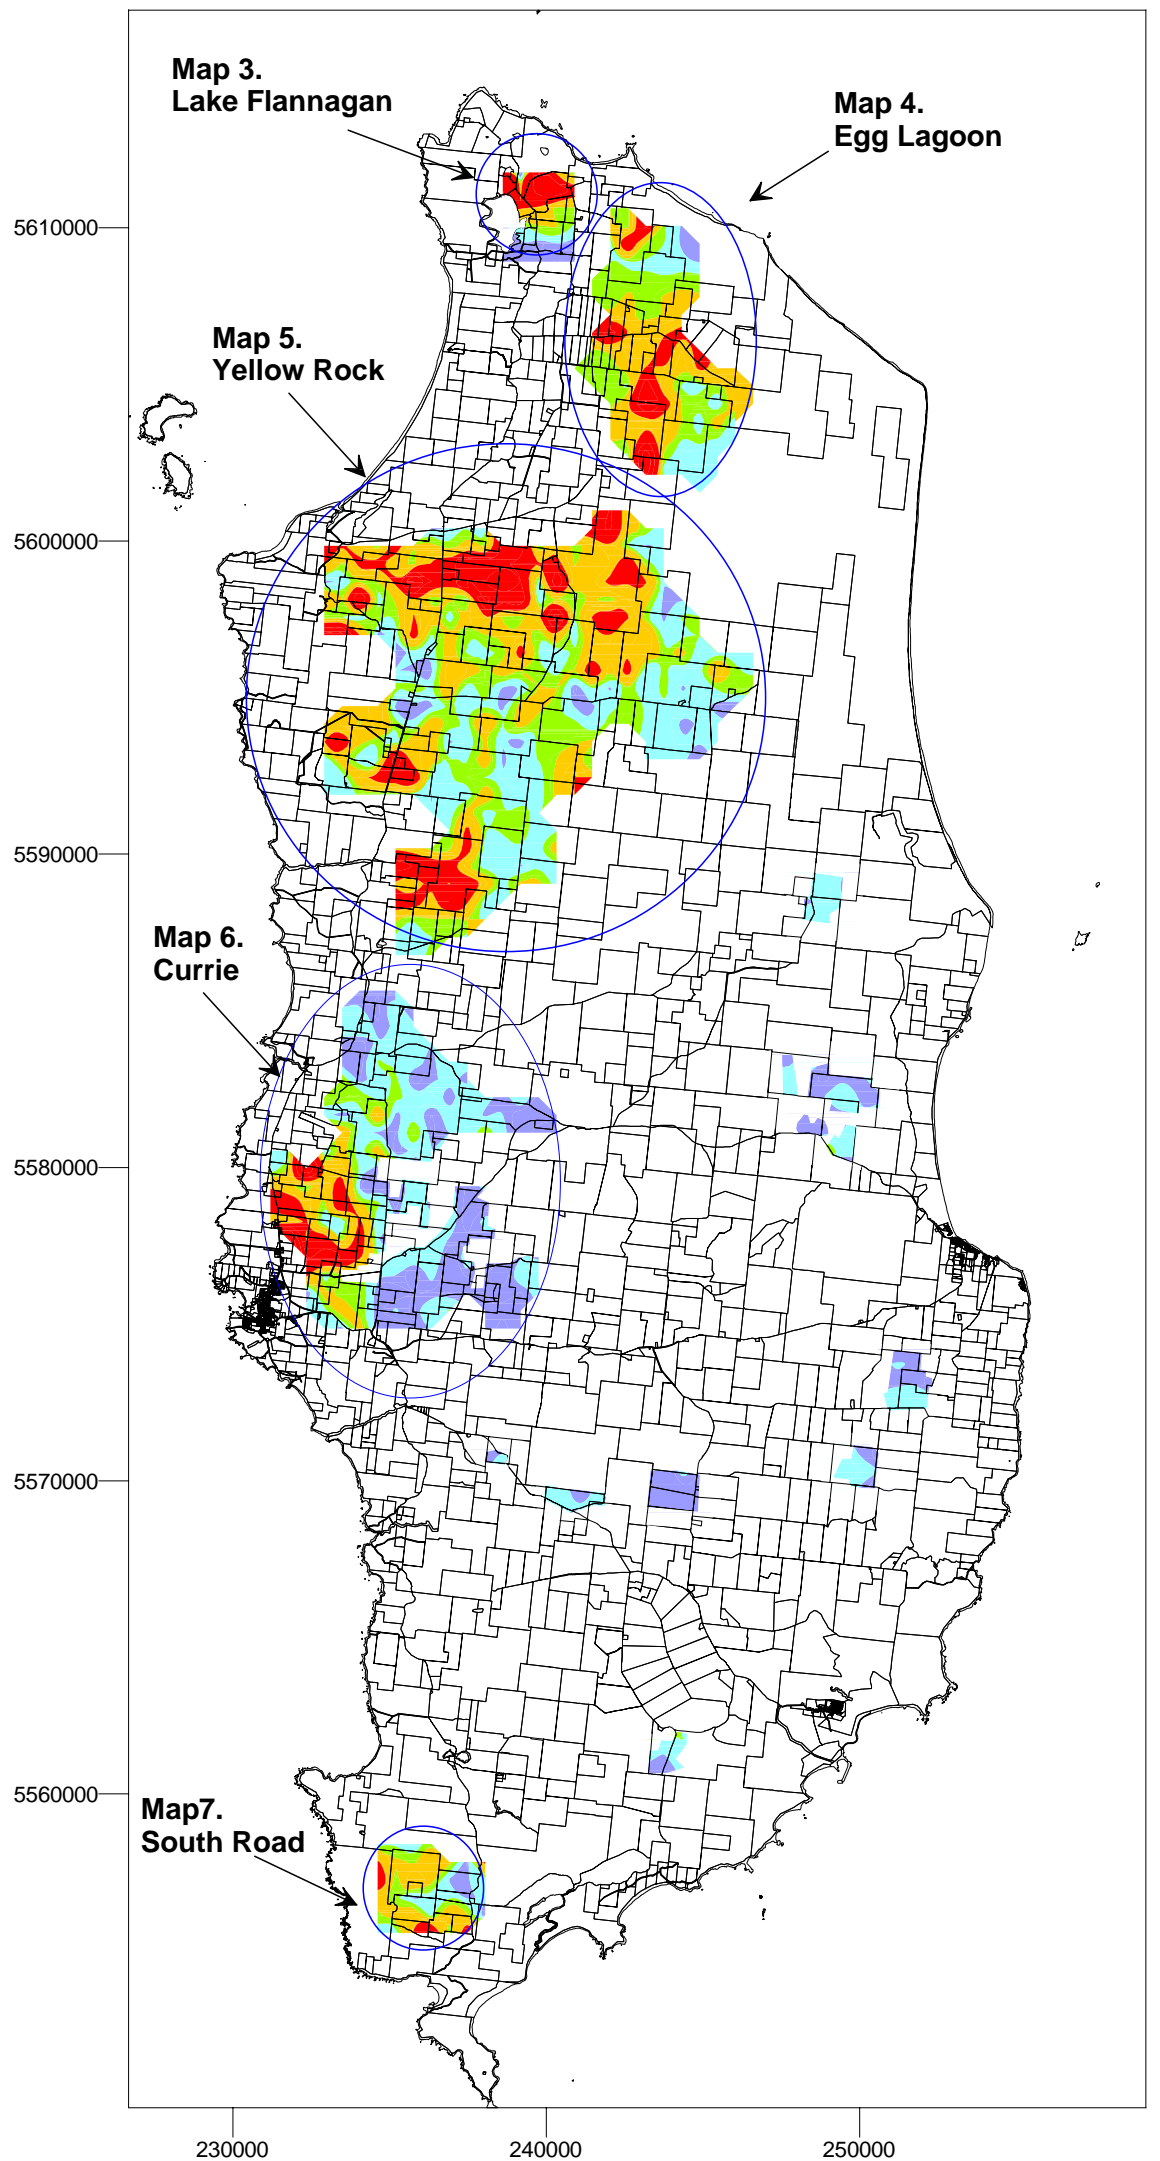 Map 3.
Lake Flannagan
Map 4.
Egg Lagoon
5610000
Map 5.
Yellow Rock
5600000
5590000
Map 6.
Currie
5580000
5570000
5560000
Map7.
South Road
230000
240000
250000